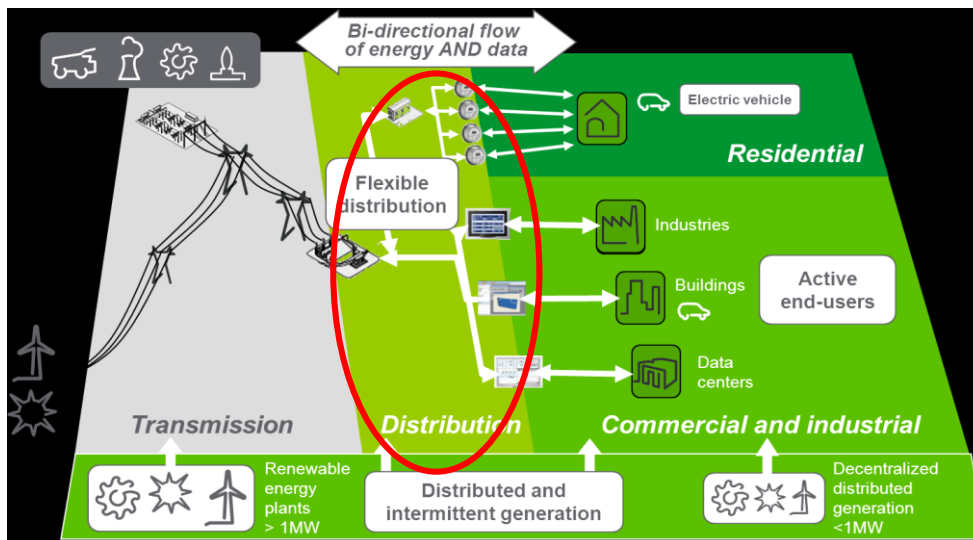 Bi-directional flow
of energy AND data
Electric vehicle
Residential
Flexible
distribution
Industries
Buildings
Active
end-users
Data
centers
Transmission
Distribution
Commercial and industrial
Renewable
energy
plants
> 1MW
Distributed and
intermittent generation
Decentralized
distributed
generation
<1MW